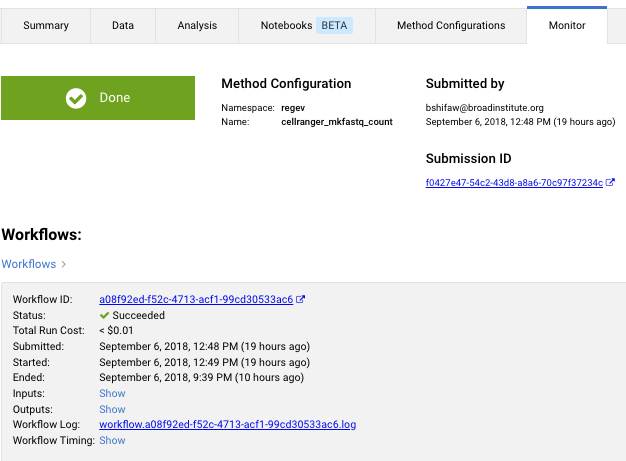 Summary Data Analysis Notebooks BETA Method Configurations Monitor
Done
Method Configuration
Namespace: regev
Name: cellranger_mkfastq_count
Submitted by
bshifaw@broadinstitute.org
September 6, 2018, 12:48 PM (19 hours ago)
Submission ID
f0427e47-54c2-43d8-a8a6-70c97f37234c
Workflows:
Workflows >
Workflow ID: a08f92ed-f52c-4713-acf1-99cd30533ac6
Status: Succeeded
Total Run Cost: < $0.01
Submitted: September 6, 2018, 12:48 PM (19 hours ago)
Started: September 6, 2018, 12:49 PM (19 hours ago)
Ended: September 6, 2018, 9:39 PM (10 hours ago)
Inputs: Show
Outputs: Show
Workflow Log: workflow.a08f92ed-f52c-4713-acf1-99cd30533ac6.log
Workflow Timing: Show